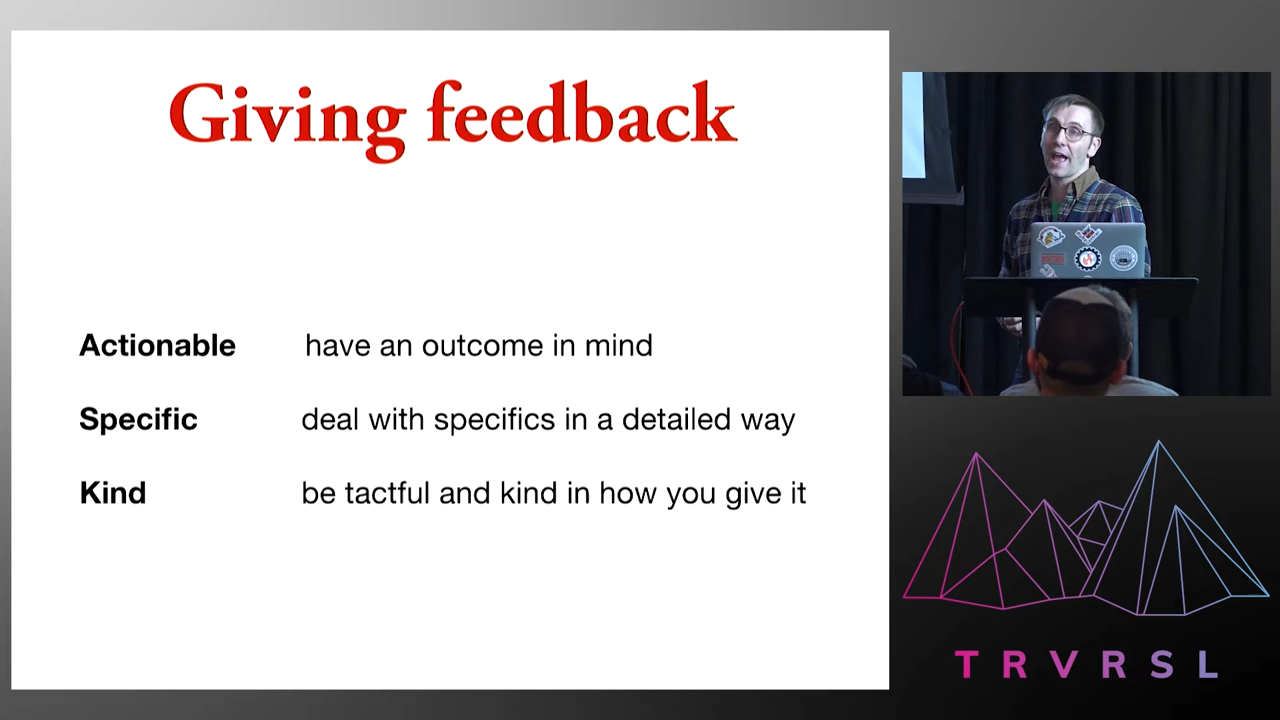 Giving feedback
Actionable have an outcome in mind
Specific deal with specifics in a detailed way
Kind be tactful and kind in how you give it
TRVRSL